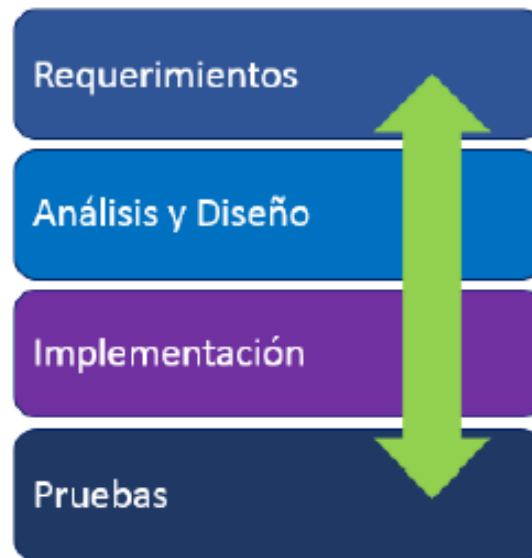 Requerimientos
Análisis y Diseño
Implementación
Pruebas